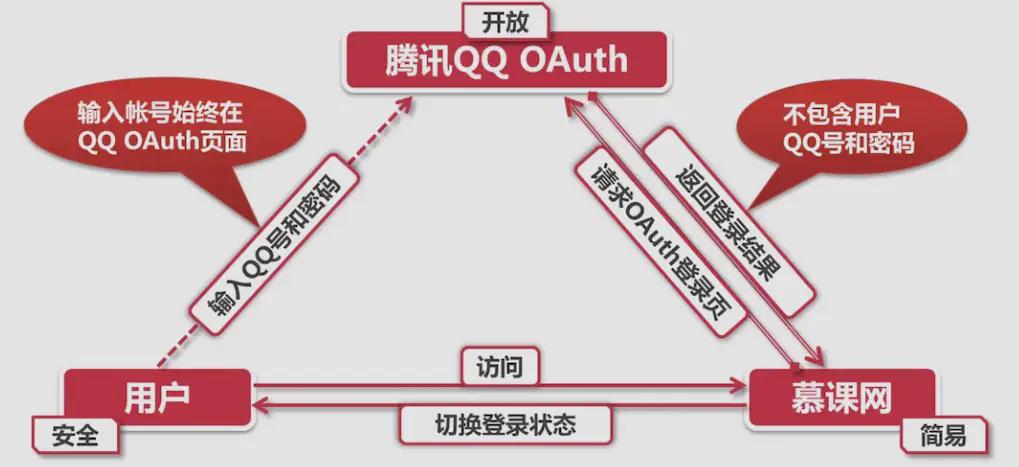 开放
腾讯QQ OAuth
输入帐号始终在
QQ OAuth页面
不包含用户
QQ号和密码
输入QQ号和密码
请求OAuth登录页
返回登录结果
访问
用户
慕课网
切换登录状态
安全
简易